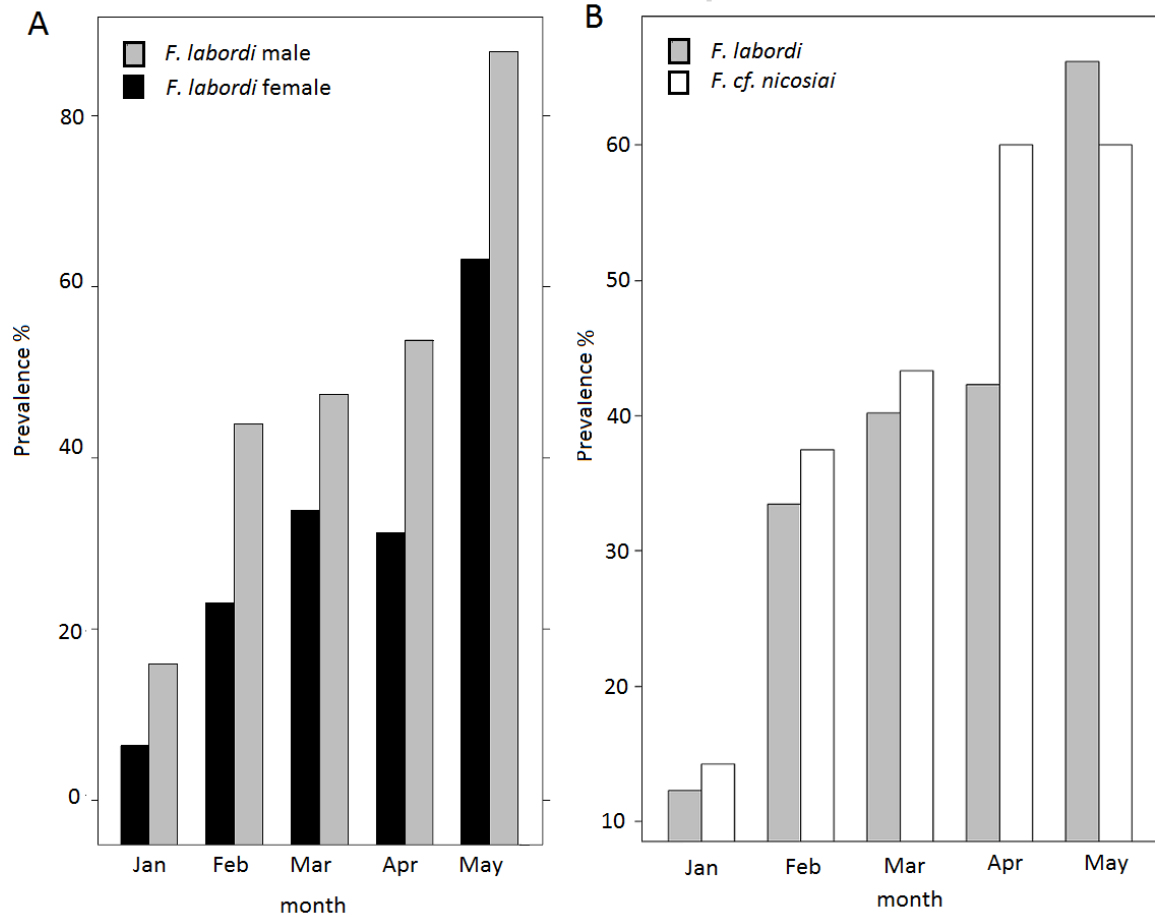 A
F. labordi male
F. labordi female
80
60
40
20
0
Prevalence %
Jan Feb Mar Apr May
month
B
F. labordi
F. cf. nicosiai
60
50
40
30
20
10
Prevalence %
Jan Feb Mar Apr May
month